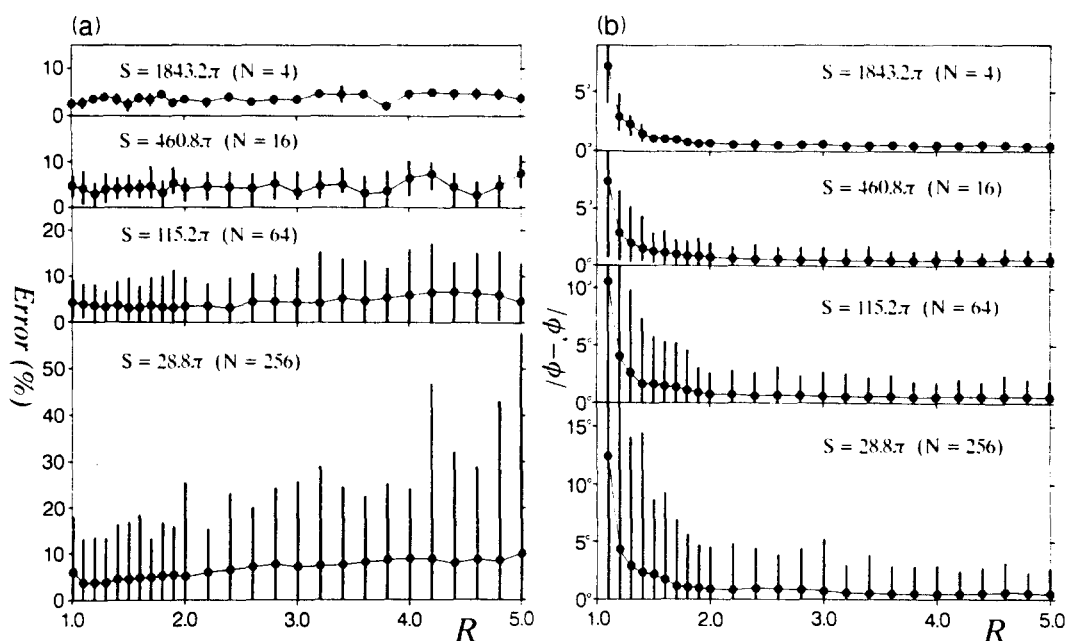 (a)
10
S = 1843.2π (N = 4)
0
10
S = 460.8π (N = 16)
0
20
S = 115.2π (N = 64)
10
0
Error (%)
S = 28.8π (N = 256)
50
40
30
20
10
0
1.0 2.0 3.0 4.0 R 5.0
(b)
5°
S = 1843.2π (N = 4)
0°
5°
S = 460.8π (N = 16)
0°
10°
S = 115.2π (N = 64)
5°
0°
|φ'–φ|
15°
S = 28.8π (N = 256)
10°
5°
0°
1.0 2.0 3.0 4.0 R 5.0